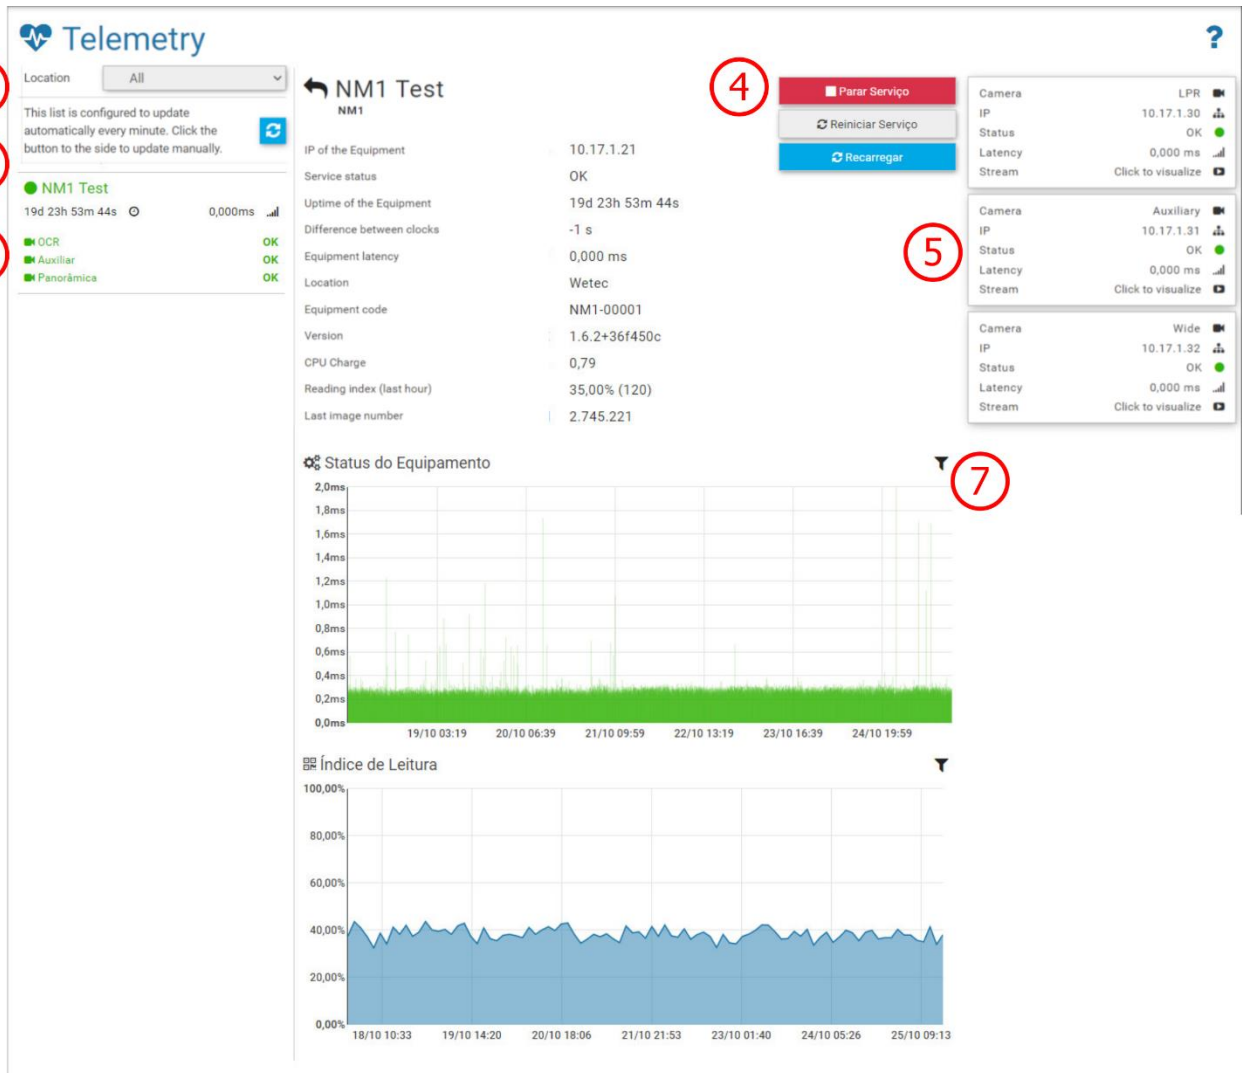 Telemetry
?
Location All
This list is configured to update
automatically every minute. Click the
button to the side to update manually.
NM1 Test
19d 23h 53m 44s 0,000ms
OCR OK
Auxiliar OK
Panorâmica OK
NM1 Test
NM1
IP of the Equipment 10.17.1.21
Service status OK
Uptime of the Equipment 19d 23h 53m 44s
Difference between clocks -1 s
Equipment latency 0,000 ms
Location Wetec
Equipment code NM1-00001
Version 1.6.2+36f450c
CPU Charge 0,79
Reading index (last hour) 35,00% (120)
Last image number 2.745.221
4
Parar Serviço
Reiniciar Serviço
Recarregar
Camera LPR
IP 10.17.1.30
Status OK
Latency 0,000 ms
Stream Click to visualize
5
Camera Auxiliary
IP 10.17.1.31
Status OK
Latency 0,000 ms
Stream Click to visualize
Camera Wide
IP 10.17.1.32
Status OK
Latency 0,000 ms
Stream Click to visualize
Status do Equipamento
7
2,0ms
1,8ms
1,6ms
1,4ms
1,2ms
1,0ms
0,8ms
0,6ms
0,4ms
0,2ms
0,0ms
19/10 03:19 20/10 06:39 21/10 09:59 22/10 13:19 23/10 16:39 24/10 19:59
Índice de Leitura
100,00%
80,00%
60,00%
40,00%
20,00%
0,00%
18/10 10:33 19/10 14:20 20/10 18:06 21/10 21:53 23/10 01:40 24/10 05:26 25/10 09:13